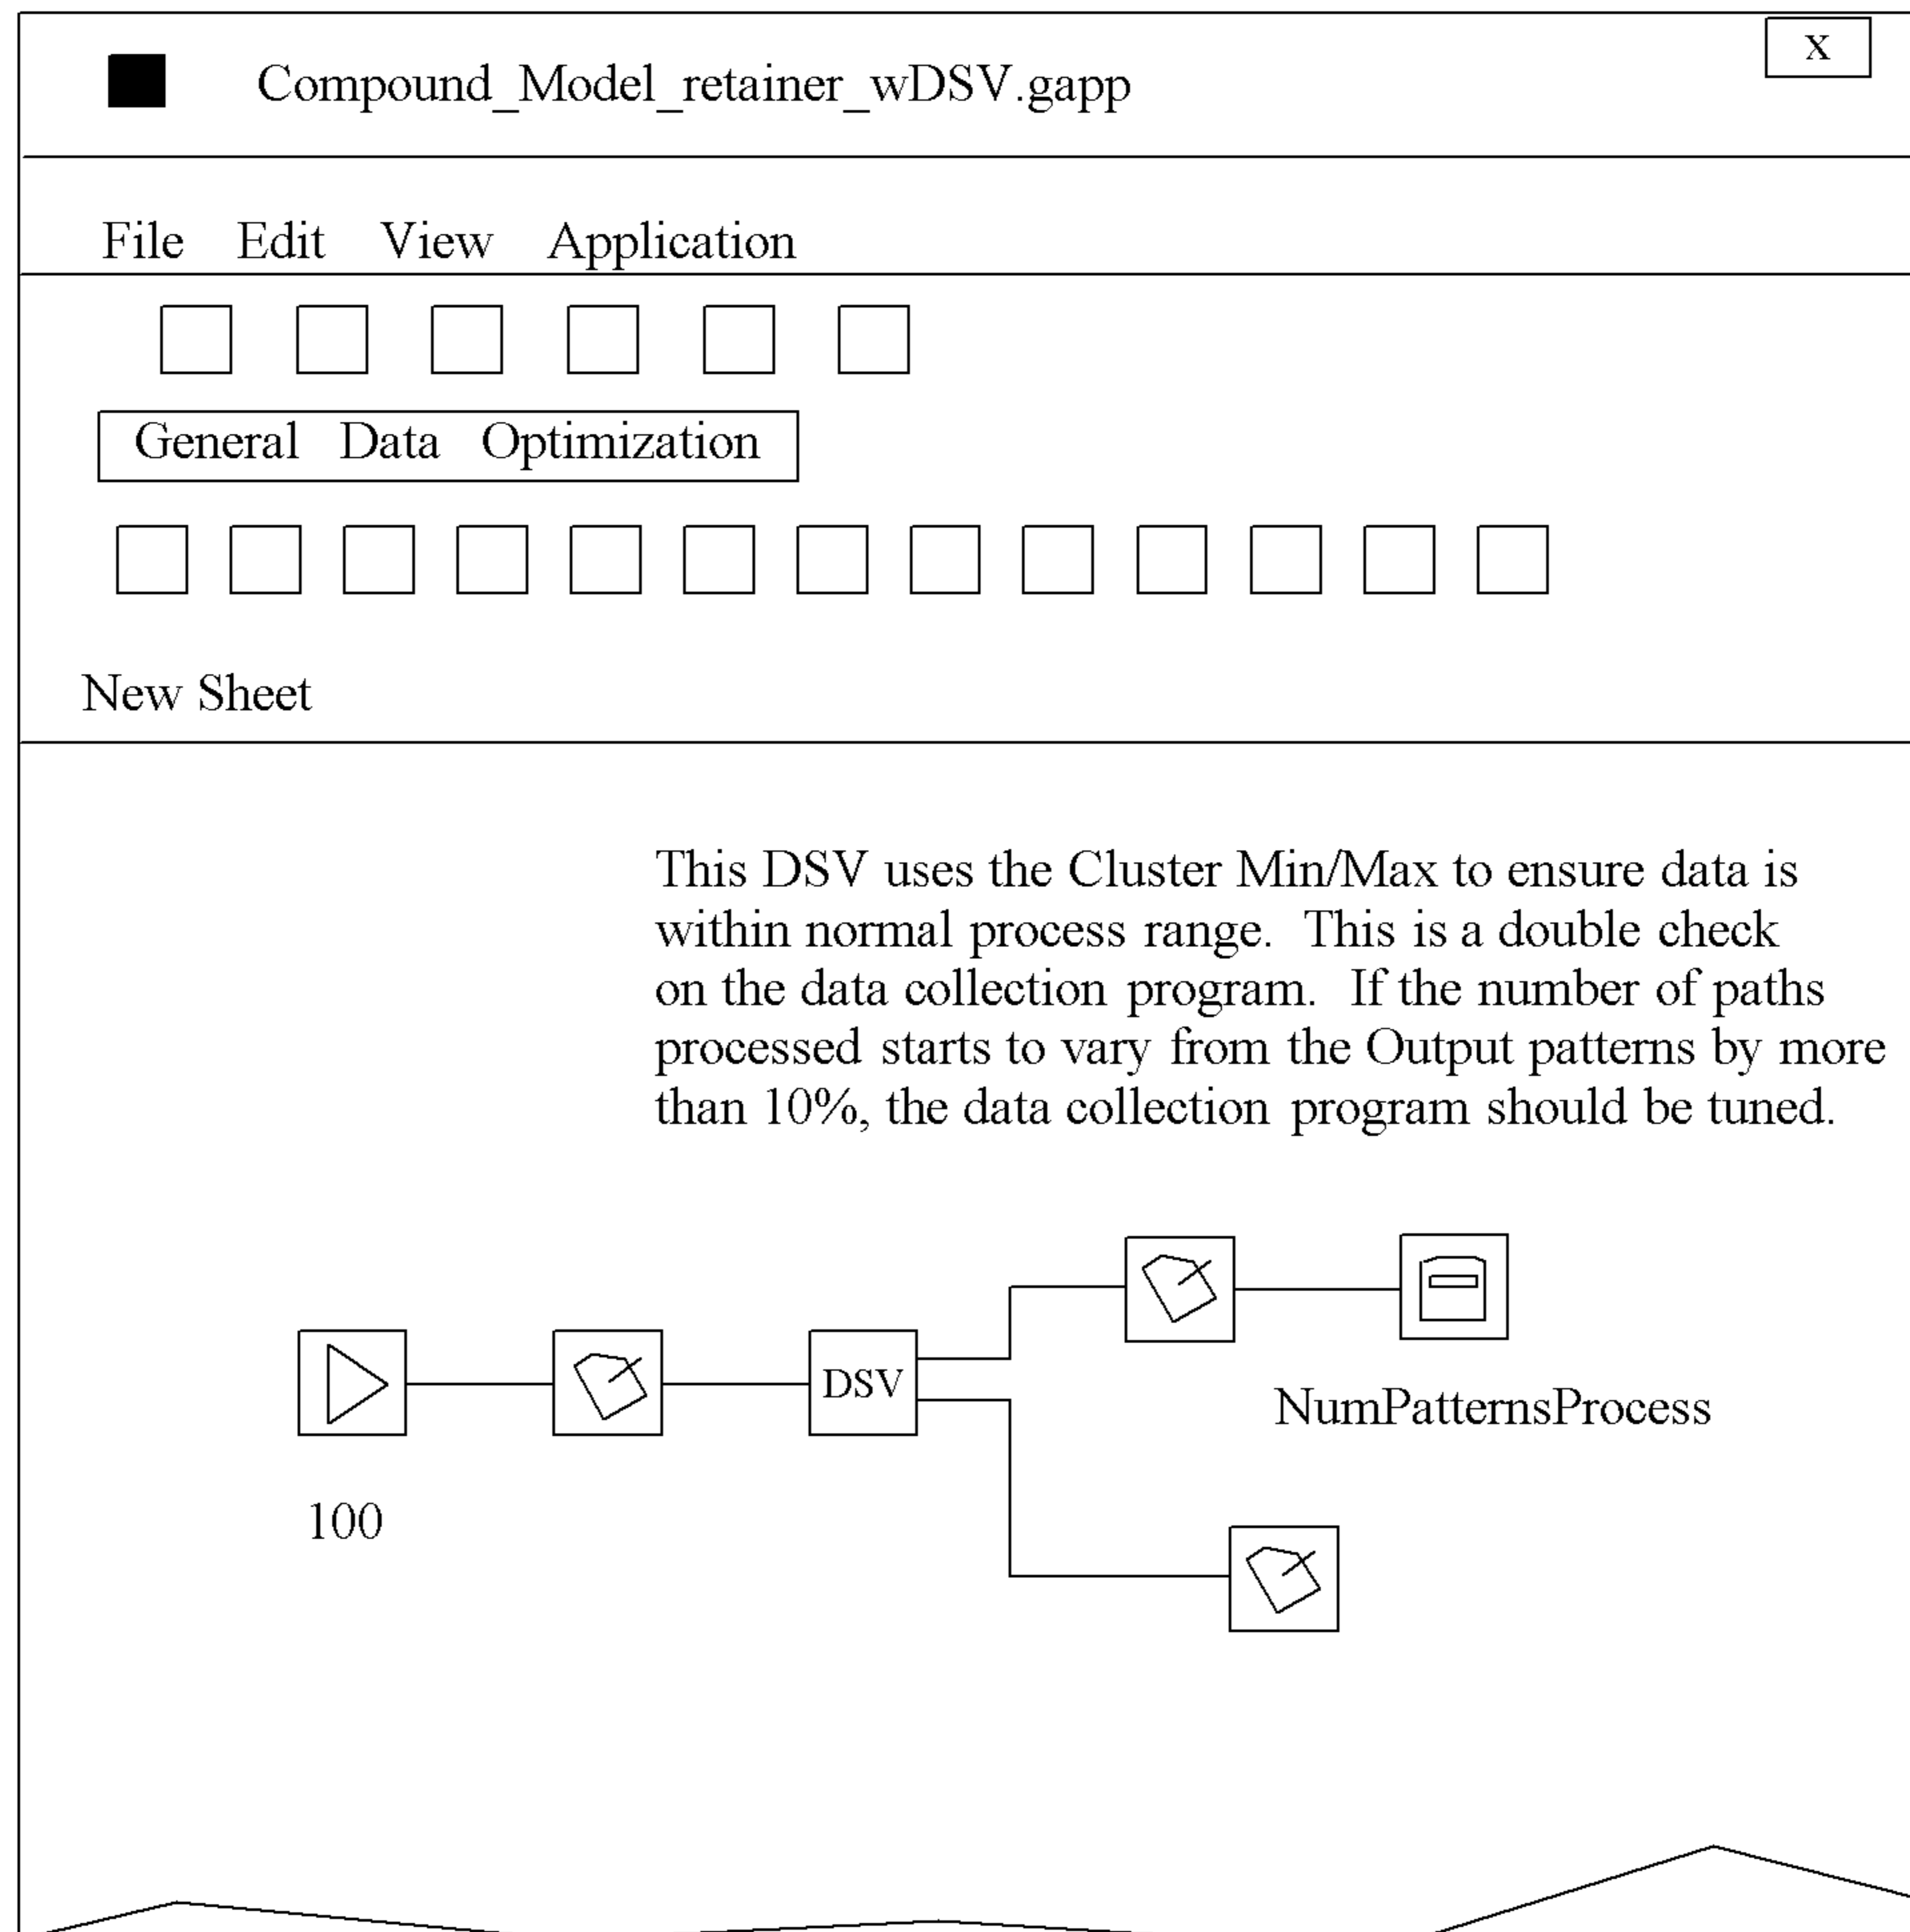 Compound_Model_retainer_wDSV.gapp
X
File Edit View Application
General Data Optimization
New Sheet
This DSV uses the Cluster Min/Max to ensure data is
within normal process range. This is a double check
on the data collection program. If the number of paths
processed starts to vary from the Output patterns by more
than 10%, the data collection program should be tuned.
DSV
NumPatternsProcess
100